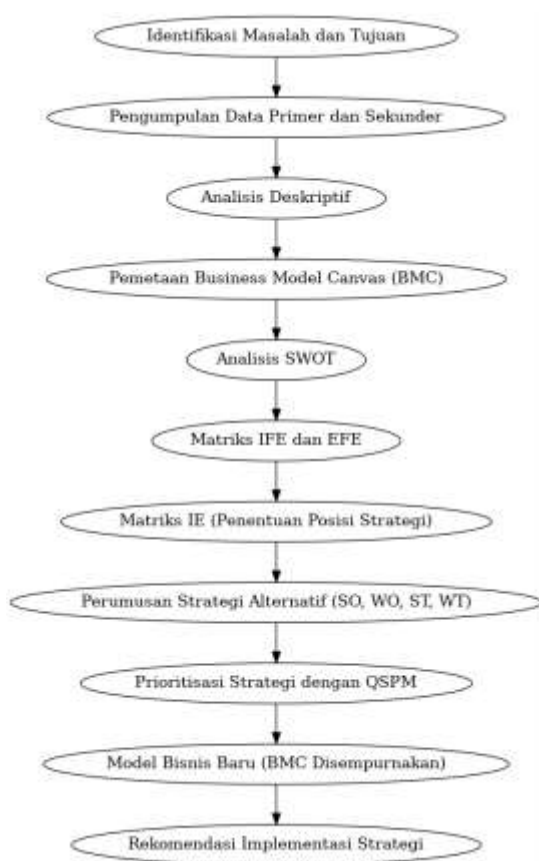 Identifikasi Masalah dan Tujuan
Pengumpulan Data Primer dan Sekunder
Analisis Deskriptif
Pemetaan Business Model Canvas (BMC)
Analisis SWOT
Matriks IFE dan EFE
Matriks IE (Penentuan Posisi Strategi)
Perumusan Strategi Alternatif (SO, WO, ST, WT)
Prioritisasi Strategi dengan QSPM
Model Bisnis Baru (BMC Disempurnakan)
Rekomendasi Implementasi Strategi